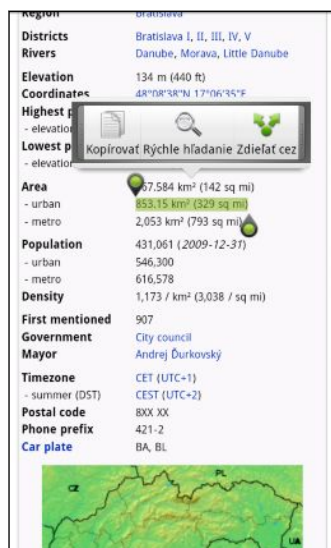 Region Bratislava
Districts Bratislava I, II, III, IV, V
Rivers Danube, Morava, Little Danube
Elevation 134 m (440 ft)
Coordinates 48°08′38″N 17°06′35″E
Highest p
- elevation
Kopírovať Rýchle hľadanie Zdieľať cez
Lowest p
- elevation
Area 67.584 km² (142 sq mi)
- urban 853.15 km² (329 sq mi)
- metro 2,053 km² (793 sq mi)
Population 431,061 (2009-12-31)
- urban 546,300
- metro 616,578
Density 1,173 / km² (3,038 / sq mi)
First mentioned 907
Government City council
Mayor Andrej Ďurkovský
Timezone CET (UTC+1)
- summer (DST) CEST (UTC+2)
Postal code 8XX XX
Phone prefix 421-2
Car plate BA, BL
CZ PL
UA